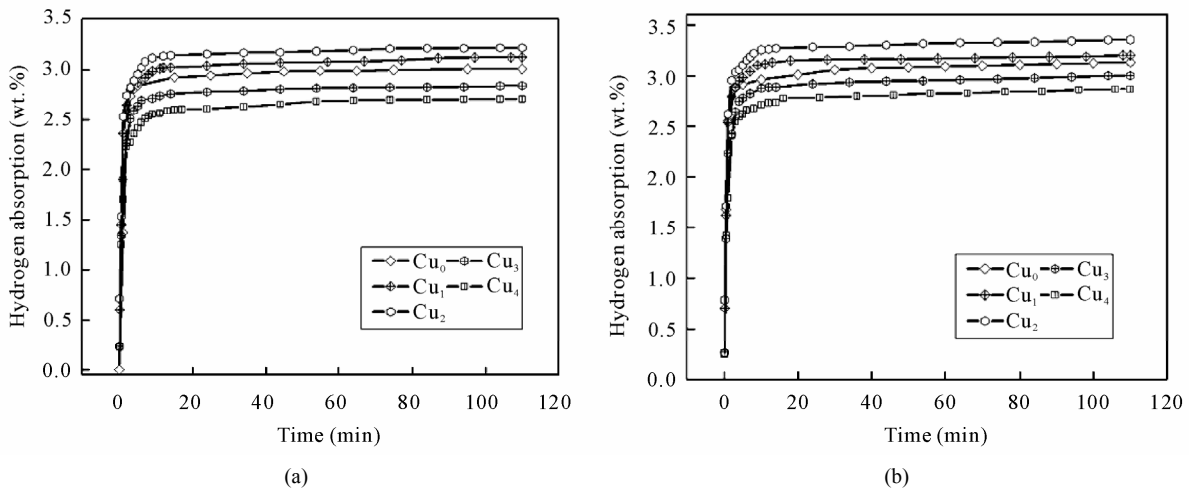 3.5
3.0
2.5
2.0
1.5
1.0
0.5
0.0
Hydrogen absorption (wt.%)
Cu₀ Cu₃
Cu₁ Cu₄
Cu₂
0 20 40 60 80 100 120
Time (min)
(a)
3.5
3.0
2.5
2.0
1.5
1.0
0.5
0.0
Hydrogen absorption (wt.%)
Cu₀ Cu₃
Cu₁ Cu₄
Cu₂
0 20 40 60 80 100 120
Time (min)
(b)